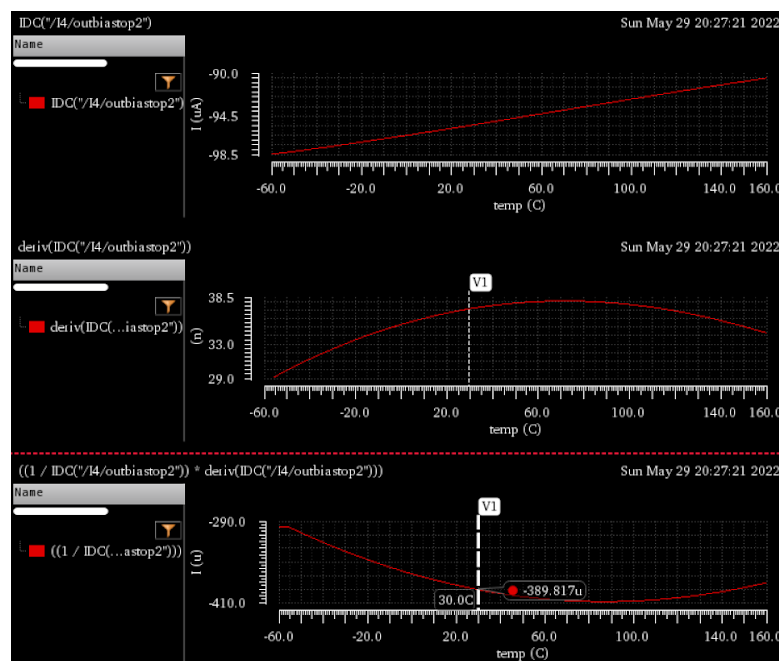 IDC("/I4/outbiastop2") Sun May 29 20:27:21 2022
Name
IDC("/I4/outbiastop2")
I (uA)
-90.0
-94.5
-98.5
-60.0 -20.0 20.0 60.0 100.0 140.0 160.0
temp (C)
deriv(IDC("/I4/outbiastop2")) Sun May 29 20:27:21 2022
Name
V1
deriv(IDC(...iastop2"))
(n)
38.5
33.0
29.0
-60.0 -20.0 20.0 60.0 100.0 140.0 160.0
temp (C)
((1 / IDC("/I4/outbiastop2")) * deriv(IDC("/I4/outbiastop2"))) Sun May 29 20:27:21 2022
Name
V1
((1 / IDC(...astop2")))
I (u)
-290.0
-410.0
30.0C
-389.817u
-60.0 -20.0 20.0 60.0 100.0 140.0 160.0
temp (C)